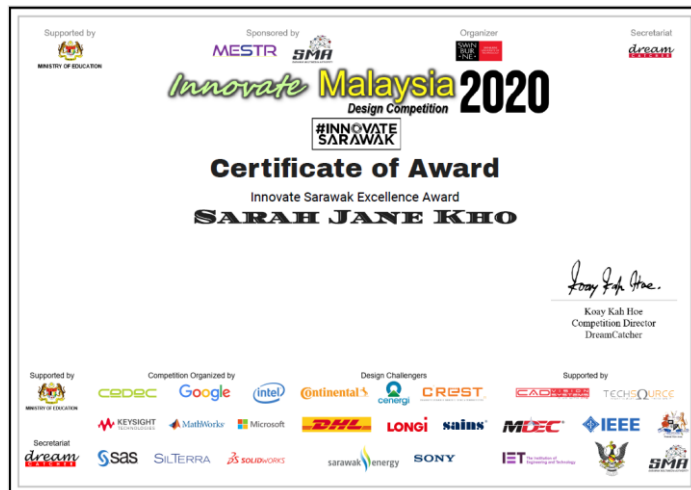 Supported by
Sponsored by
Organizer
Secretariat
MINISTRY OF EDUCATION
MESTR
SMA
SWINBURNE
dream
CATCHER
Innovate Malaysia 2020
Design Competition
#INNOVATE
SARAWAK
Certificate of Award
Innovate Sarawak Excellence Award
SARAH JANE KHO
Koay Kah Hoe.
Koay Kah Hoe
Competition Director
DreamCatcher
Supported by
Competition Organized by
Design Challengers
Supported by
MINISTRY OF EDUCATION
CEDEC
Google
intel
Continental
cenergi
CREST
CAD
TECHSOURCE
KEYSIGHT
TECHNOLOGIES
MathWorks
Microsoft
DHL
LONGi
sains
MDEC
IEEE
Secretariat
dream
CATCHER
sas
SILTERRA
SOLIDWORKS
sarawak energy
SONY
IET
The Institution of
Engineering and Technology
SMA